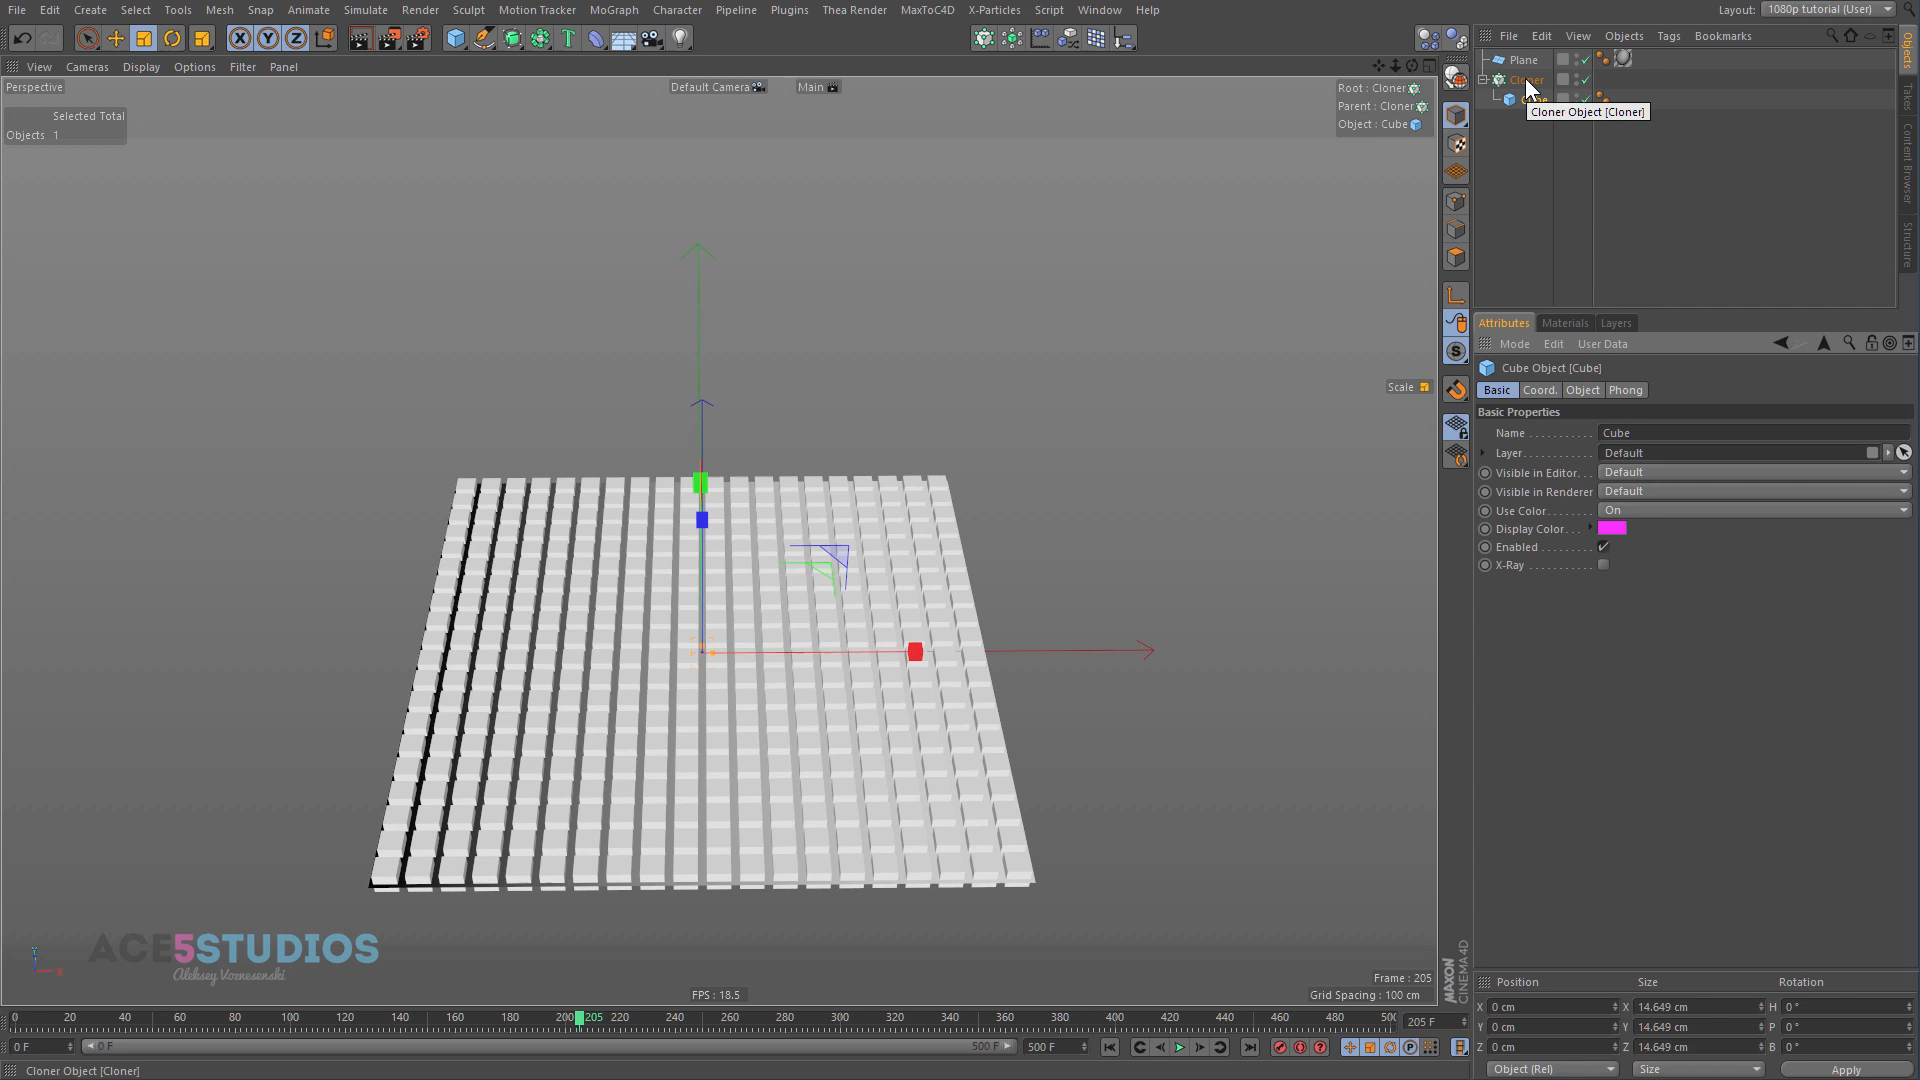 File Edit Create Select Tools Mesh Snap Animate Simulate Render Sculpt Motion Tracker MoGraph Character Pipeline Plugins Thea Render MaxToC4D X-Particles Script Window Help Layout: 1080p tutorial (User)
File Edit View Objects Tags Bookmarks
View Cameras Display Options Filter Panel
Perspective
Default Camera
Main
Selected Total
Objects 1
Root : Cloner
Parent : Cloner
Object : Cube
Plane
Cloner
Cloner Object [Cloner]
Objects
Takes
Content Browser
Structure
Attributes Materials Layers
Mode Edit User Data
Cube Object [Cube]
Basic Coord. Object Phong
Basic Properties
Name Cube
Layer Default
Visible in Editor Default
Visible in Renderer Default
Use Color On
Display Color
Enabled
X-Ray
Scale
ACE5STUDIOS
Aleksey Voznesenski
FPS : 18.5
Frame : 205
Grid Spacing : 100 cm
MAXON CINEMA 4D
0 20 40 60 80 100 120 140 160 180 200 205 220 240 260 280 300 320 340 360 380 400 420 440 460 480 205 F
0 F 0 F 500 F 500 F
Position Size Rotation
X 0 cm X 14.649 cm H 0 °
Y 0 cm Y 14.649 cm P 0 °
Z 0 cm Z 14.649 cm B 0 °
Object (Rel) Size Apply
Cloner Object [Cloner]